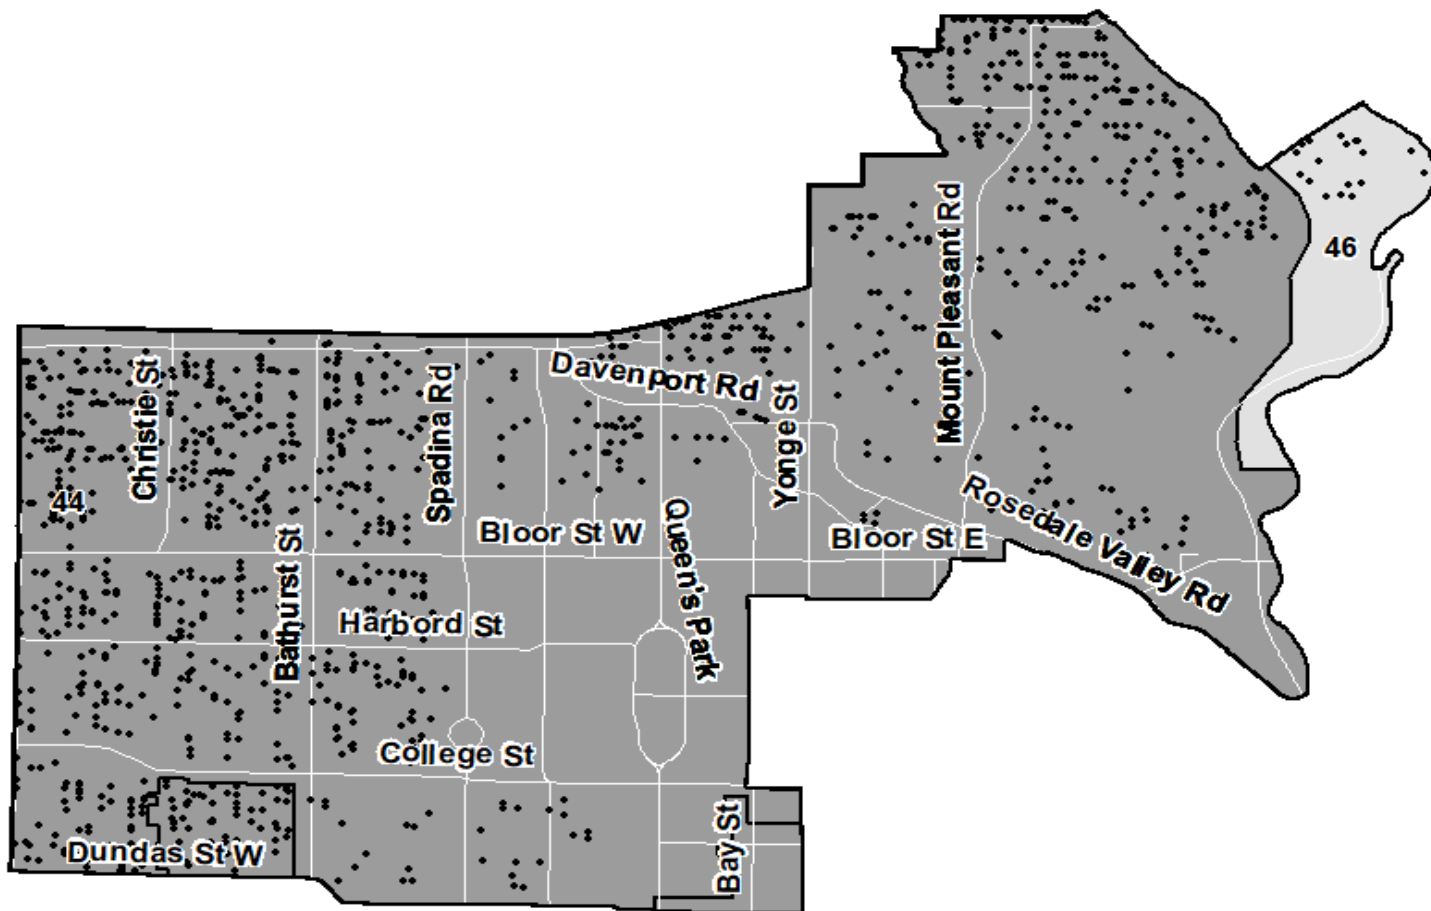 46
Mount Pleasant Rd
Davenport Rd
Christie St
Spadina Rd
Yonge St
44
Bloor St W
Queen's Park
Bloor St E
Rosedale Valley Rd
Bathurst St
Harbord St
College St
Dundas St W
Bay St